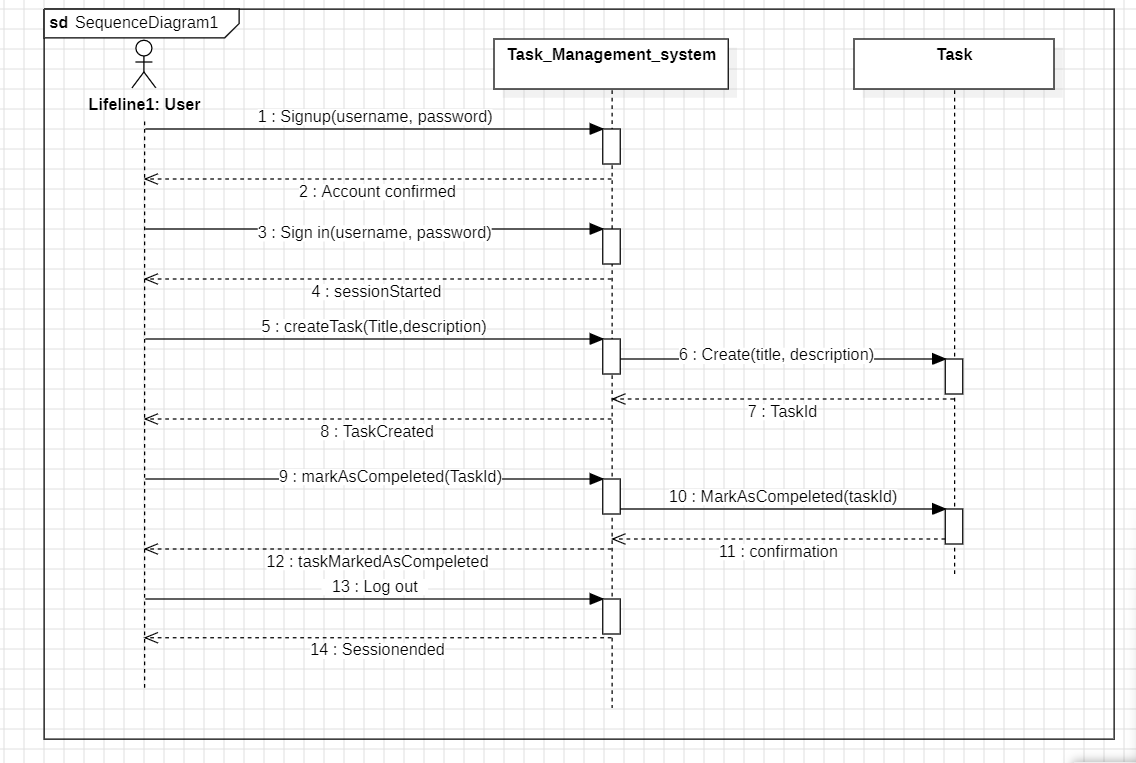 sd SequenceDiagram1
Task_Management_system
Task
Lifeline1: User
1 : Signup(username, password)
2 : Account confirmed
3 : Sign in(username, password)
4 : sessionStarted
5 : createTask(Title,description)
6 : Create(title, description)
7 : TaskId
8 : TaskCreated
9 : markAsCompeleted(TaskId)
10 : MarkAsCompeleted(taskId)
11 : confirmation
12 : taskMarkedAsCompeleted
13 : Log out
14 : Sessionended